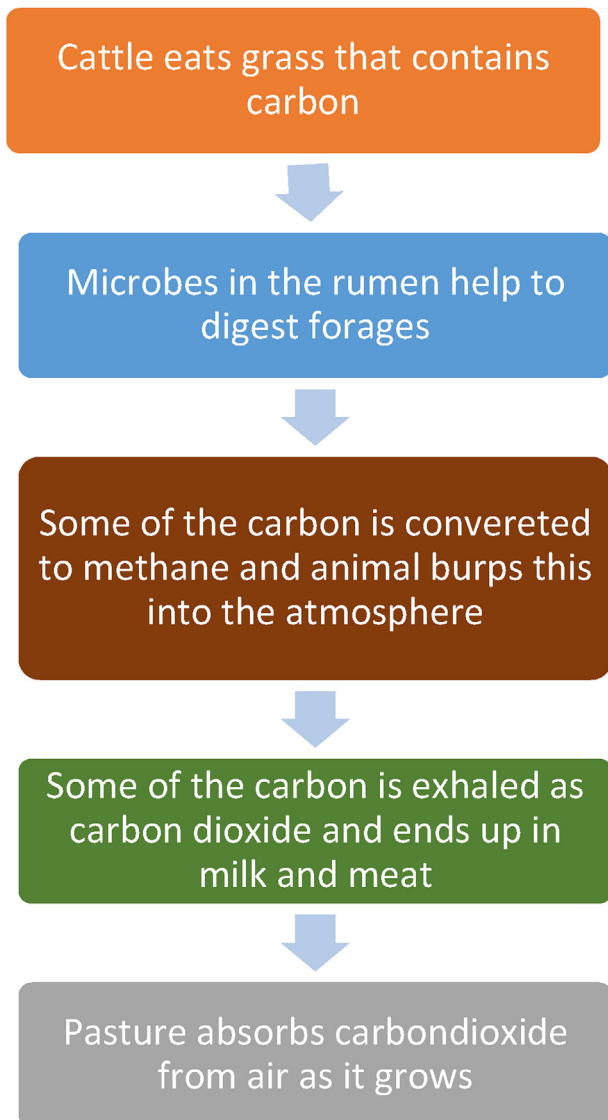 Cattle eats grass that contains
carbon
Microbes in the rumen help to
digest forages
Some of the carbon is convereted
to methane and animal burps this
into the atmosphere
Some of the carbon is exhaled as
carbon dioxide and ends up in
milk and meat
Pasture absorbs carbondioxide
from air as it grows